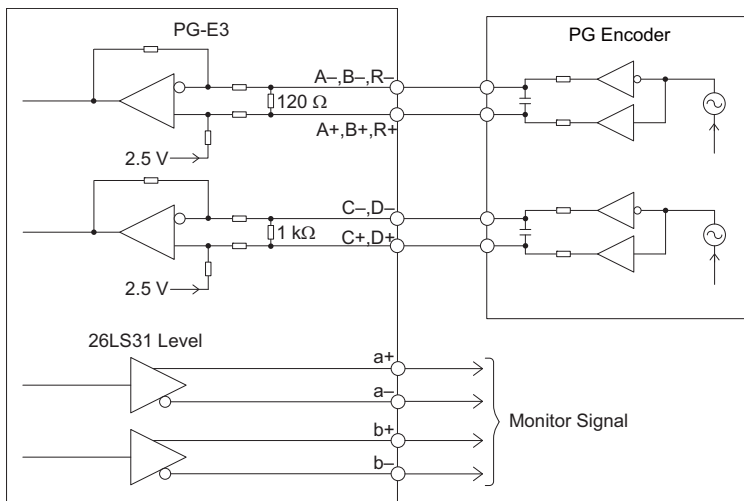 PG-E3
PG Encoder
A–,B–,R–
120 Ω
A+,B+,R+
2.5 V
C–,D–
1 kΩ
C+,D+
2.5 V
26LS31 Level
a+
a–
Monitor Signal
b+
b–